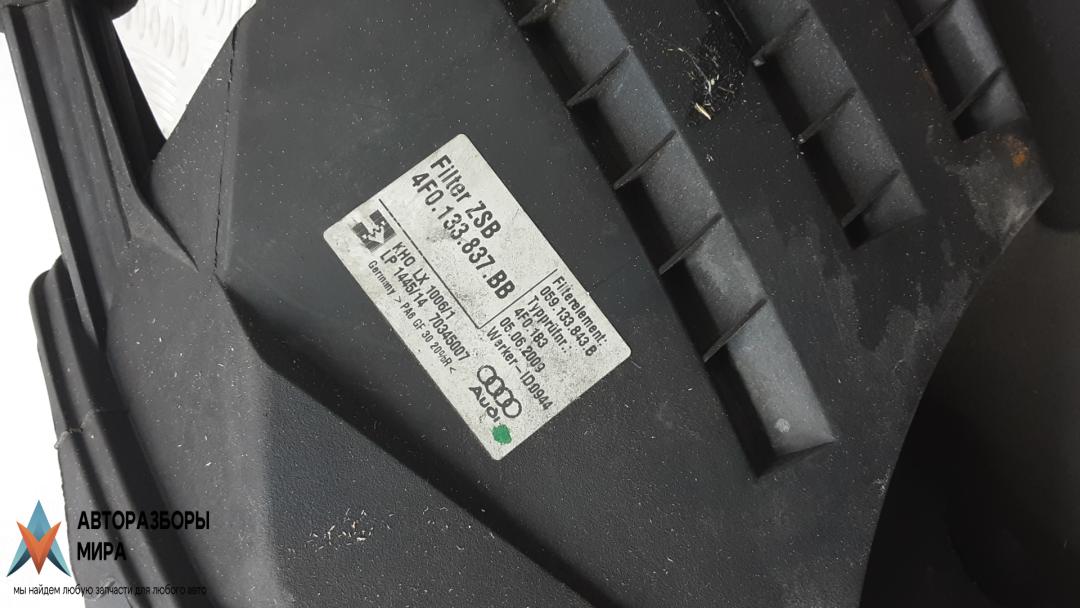 Filter ZSB
4F0.133.837.BB
KHO LX 1006/1
LP 1445/14 70345007
Germany > PA6 GF 30 20%R<
Filterelement:
059.133.843.B
Typprüfnr.:
4F0-183
05.06.2009
Werker-ID0944
Audi
АВТОРАЗБОРЫ
МИРА
мы найдем любую запчасти для любого авто